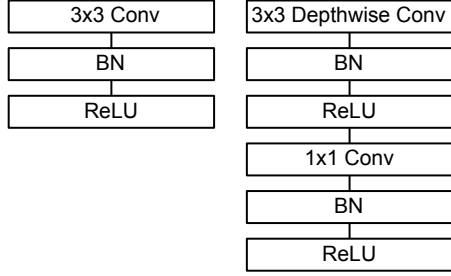 3x3 Conv
BN
ReLU
3x3 Depthwise Conv
BN
ReLU
1x1 Conv
BN
ReLU